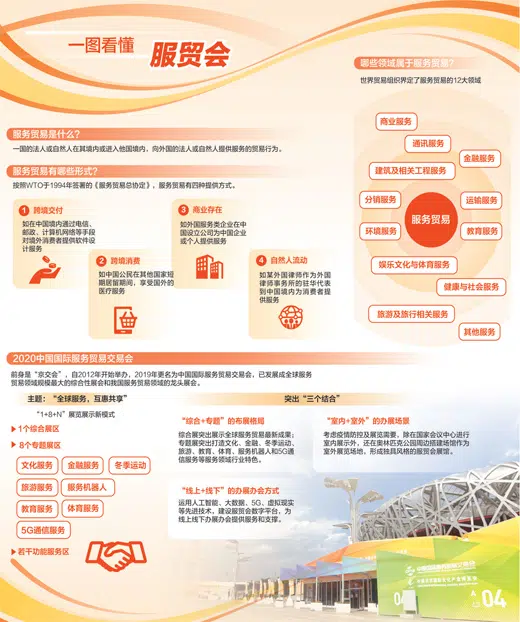 一图看懂
服贸会
服务贸易是什么？
一国的法人或自然人在其境内或进入他国境内，向外国的法人或自然人提供服务的贸易行为。
服务贸易有哪些形式？
按照WTO于1994年签署的《服务贸易总协定》，服务贸易有四种提供方式。
1 跨境交付
如在中国境内通过电信、
邮政、计算机网络等手段
对境外消费者提供软件设
计服务
2 跨境消费
如中国公民在其他国家短
期居留期间，享受国外的
医疗服务
3 商业存在
如外国服务类企业在中
国设立公司为中国企业
或个人提供服务
4 自然人流动
如某外国律师作为外国
律师事务所的驻华代表
到中国境内为消费者提
供服务
哪些领域属于服务贸易？
世界贸易组织界定了服务贸易的12大领域
商业服务
通讯服务
金融服务
建筑及相关工程服务
分销服务
运输服务
服务贸易
环境服务
教育服务
娱乐文化与体育服务
健康与社会服务
旅游及旅行相关服务
其他服务
2020中国国际服务贸易交易会
前身是“京交会”，自2012年开始举办，2019年更名为中国国际服务贸易交易会，已发展成全球服务
贸易领域规模最大的综合性展会和我国服务贸易领域的龙头展会。
主题：“全球服务，互惠共享”
“1+8+N”展览展示新模式
1个综合展区
8个专题展区
文化服务
金融服务
冬季运动
旅游服务
服务机器人
教育服务
体育服务
5G通信服务
若干功能服务区
突出“三个结合”
“综合+专题”的布展格局
综合展突出展示全球服务贸易最新成果；
专题展突出打造文化、金融、冬季运动、
旅游、教育、体育、服务机器人和5G通
信服务等服务领域行业特色。
“室内+室外”的办展场景
考虑疫情防控及展览需要，除在国家会议中心进行
室内展示外，还在奥林匹克公园周边搭建场馆作为
室外展览场所，形成独具风格的服贸会展馆。
“线上+线下”的办展办会方式
运用人工智能、大数据、5G、虚拟现实
等先进技术，建设服贸会数字平台，为
线上线下办展办会提供服务和支撑。
中国国际服务贸易交易会
04
04